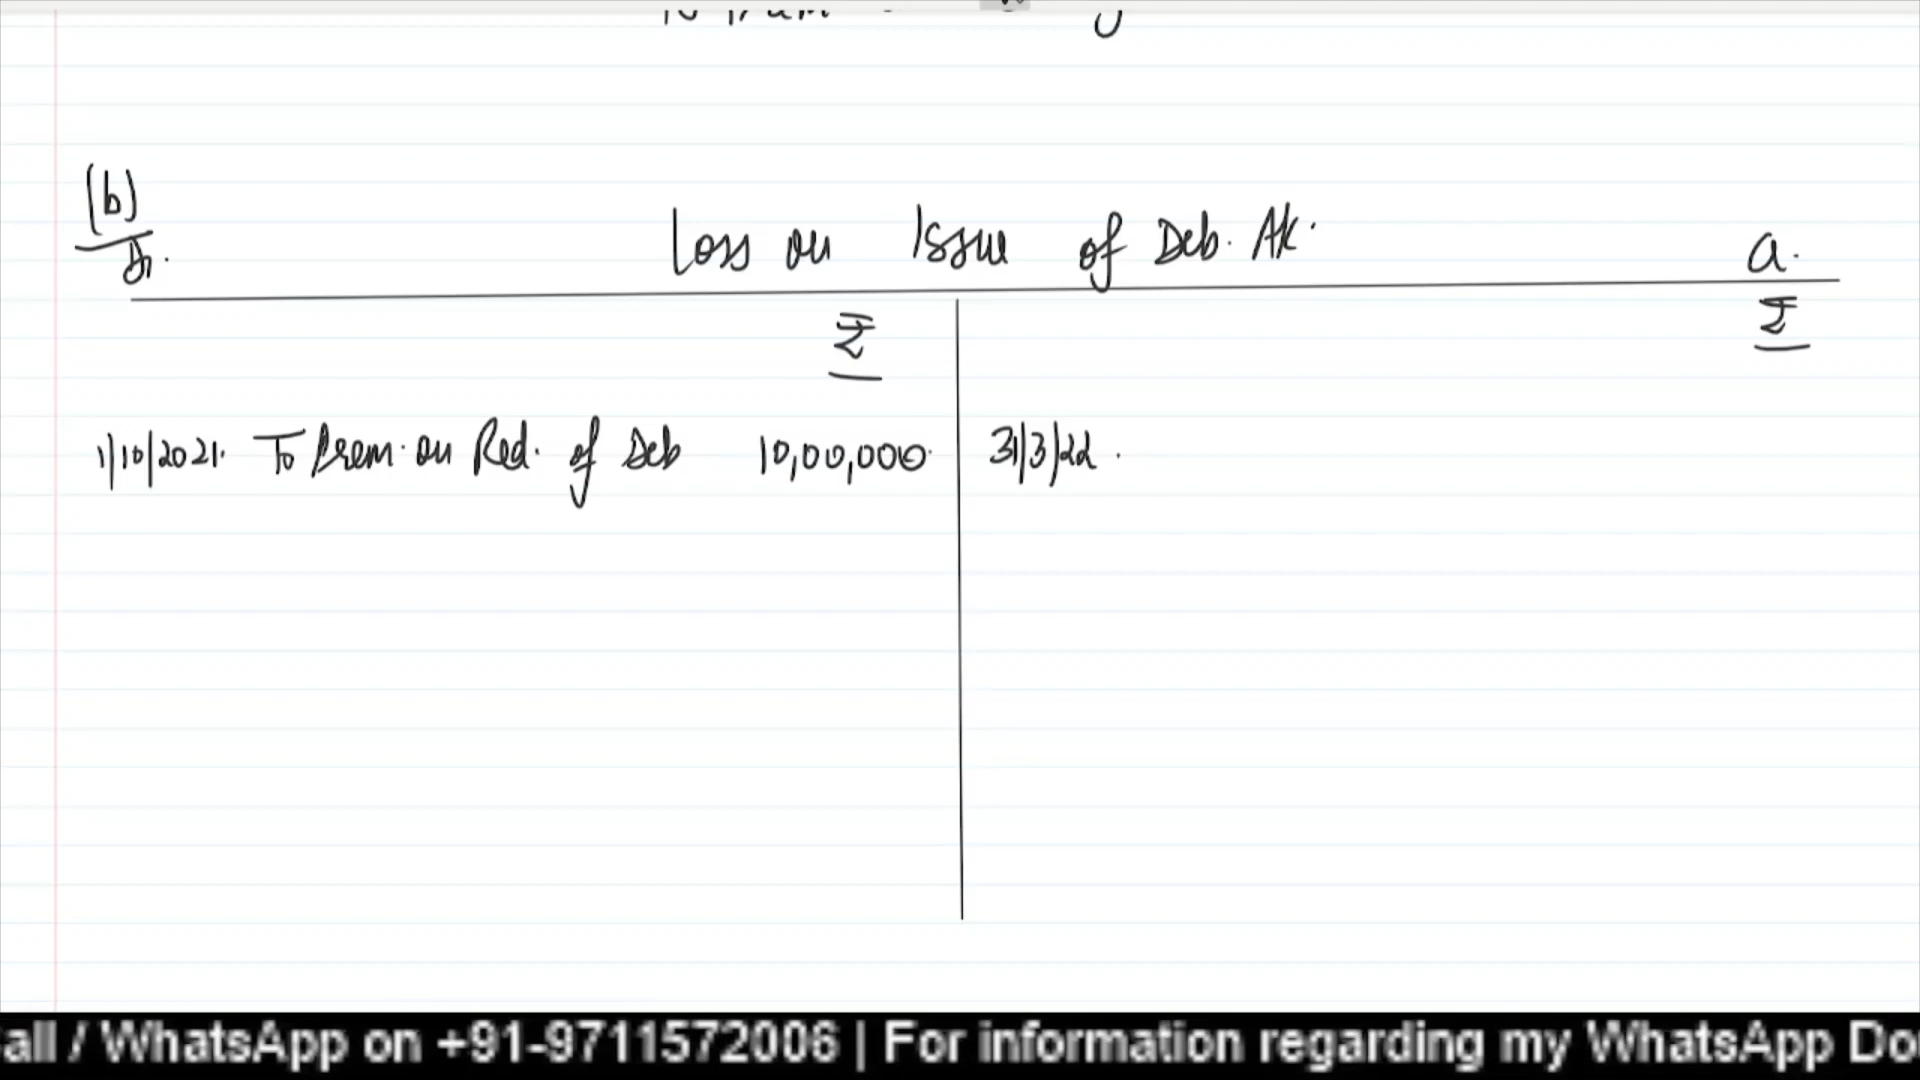 (b)
Dr. Loss on Issue of Deb. A/c. Cr.
₹ ₹
1/10/2021. To Prem. on Red. of Deb 10,00,000. 31/3/22.
all / WhatsApp on +91-9711572006 | For information regarding my WhatsApp Do